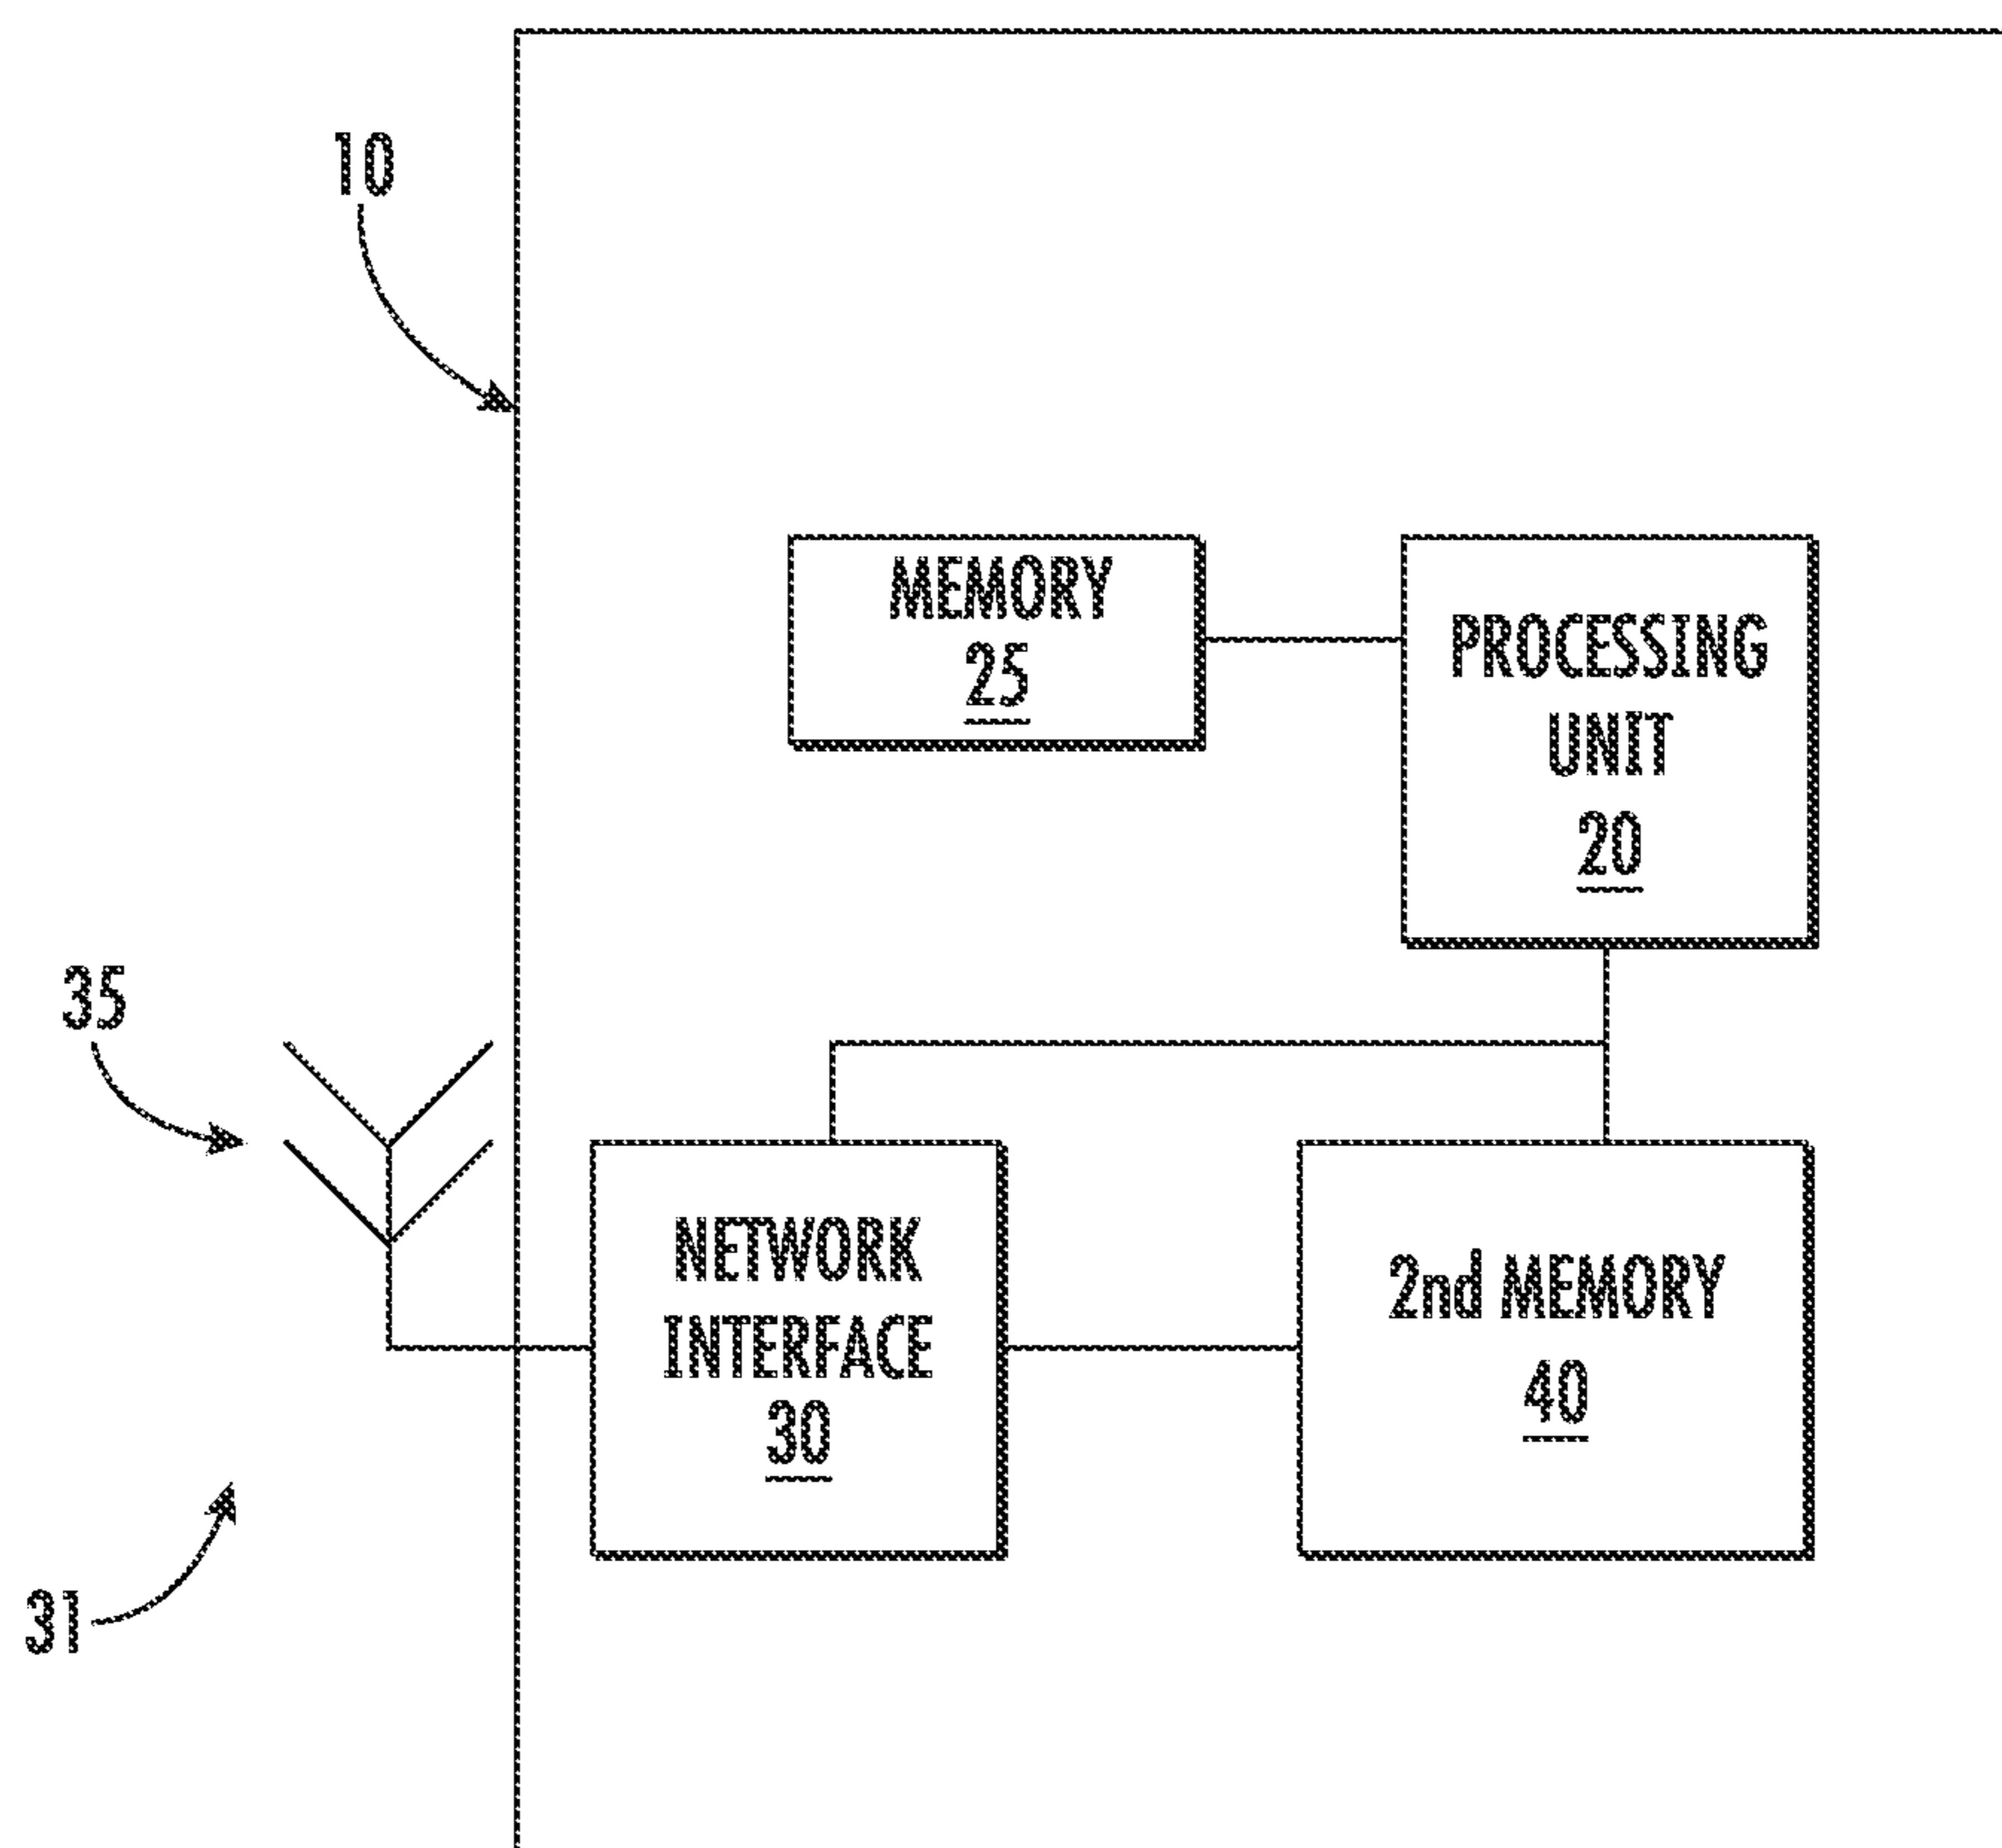 10
MEMORY
25
PROCESSING
UNIT
20
35
NETWORK
INTERFACE
30
2nd MEMORY
40
31